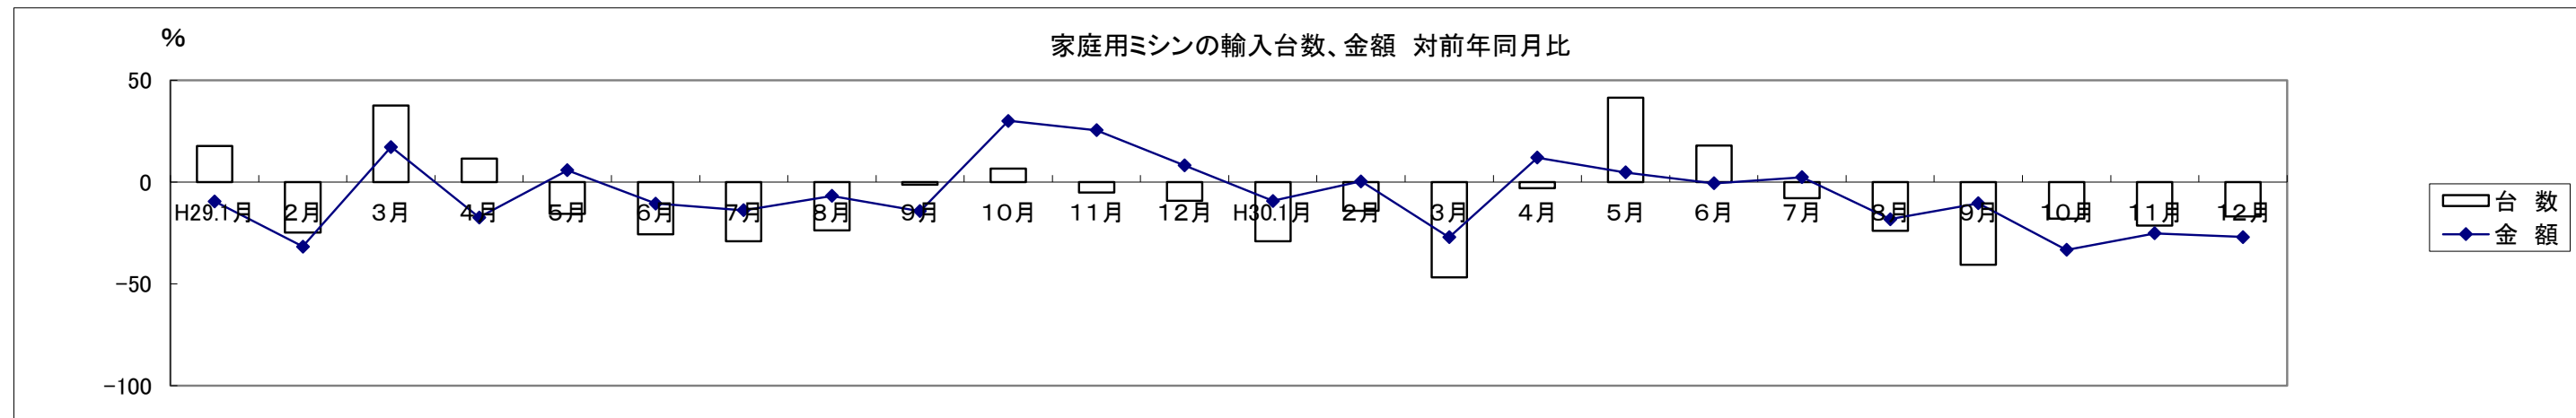 %
家庭用ミシンの輸入台数、金額 対前年同月比
50
0
-50
-100
H29.1月 2月 3月 4月 5月 6月 7月 8月 9月 10月 11月 12月 H30.1月 2月 3月 4月 5月 6月 7月 8月 9月 10月 11月 12月
台 数
金 額